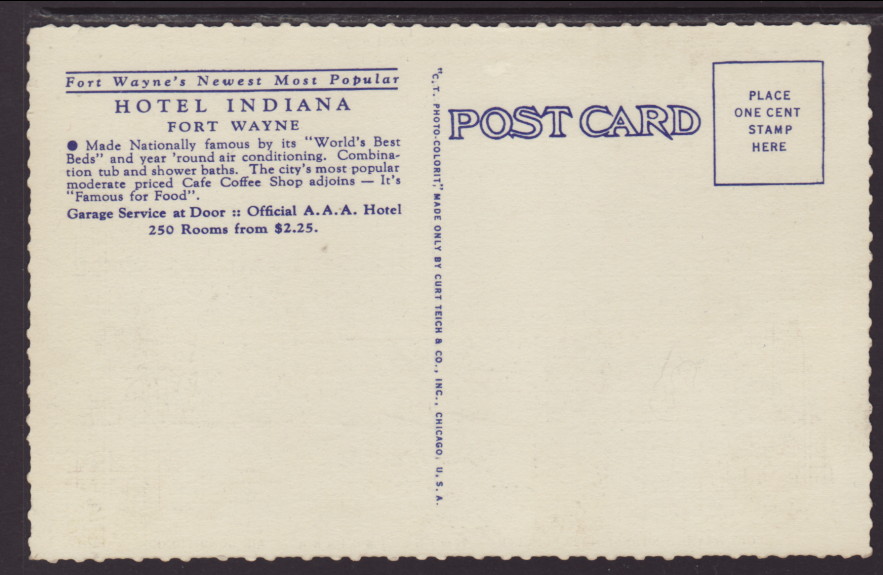 Fort Wayne's Newest Most Popular
HOTEL INDIANA
FORT WAYNE
● Made Nationally famous by its "World's Best
Beds" and year 'round air conditioning. Combina-
tion tub and shower baths. The city's most popular
moderate priced Cafe Coffee Shop adjoins — It's
"Famous for Food".
Garage Service at Door :: Official A.A.A. Hotel
250 Rooms from $2.25.
"C.T. PHOTO-COLORIT," MADE ONLY BY CURT TEICH & CO., INC., CHICAGO, U.S.A.
POST CARD
PLACE
ONE CENT
STAMP
HERE